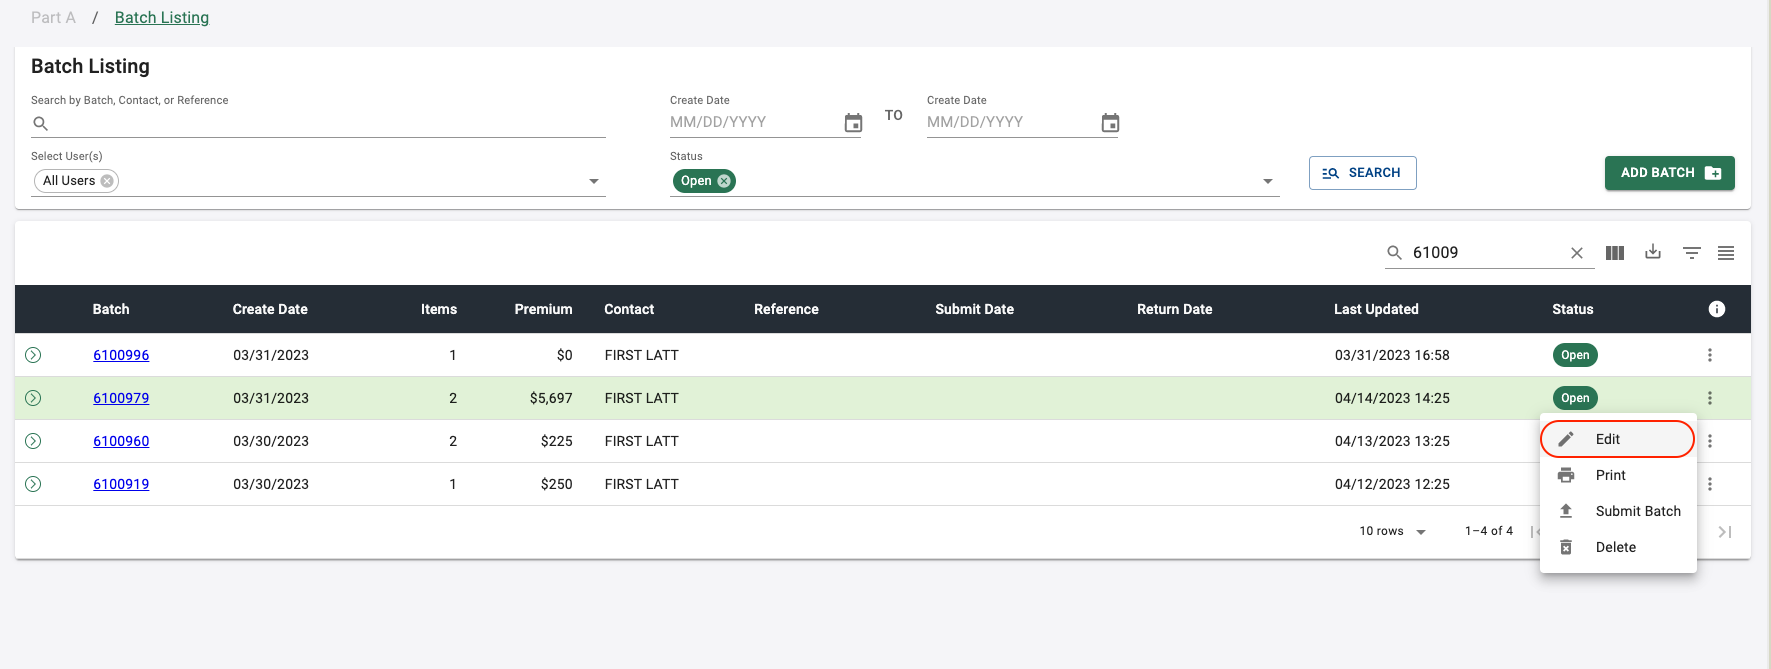 Part A / Batch Listing
Batch Listing
Search by Batch, Contact, or Reference
Create Date
Create Date
MM/DD/YYYY TO MM/DD/YYYY
Select User(s)
Status
All Users
Open
SEARCH
ADD BATCH
61009
Batch Create Date Items Premium Contact Reference Submit Date Return Date Last Updated Status
6100996 03/31/2023 1 $0 FIRST LATT 03/31/2023 16:58 Open
6100979 03/31/2023 2 $5,697 FIRST LATT 04/14/2023 14:25 Open
6100960 03/30/2023 2 $225 FIRST LATT 04/13/2023 13:25
6100919 03/30/2023 1 $250 FIRST LATT 04/12/2023 12:25
Edit
Print
Submit Batch
Delete
10 rows 1–4 of 4